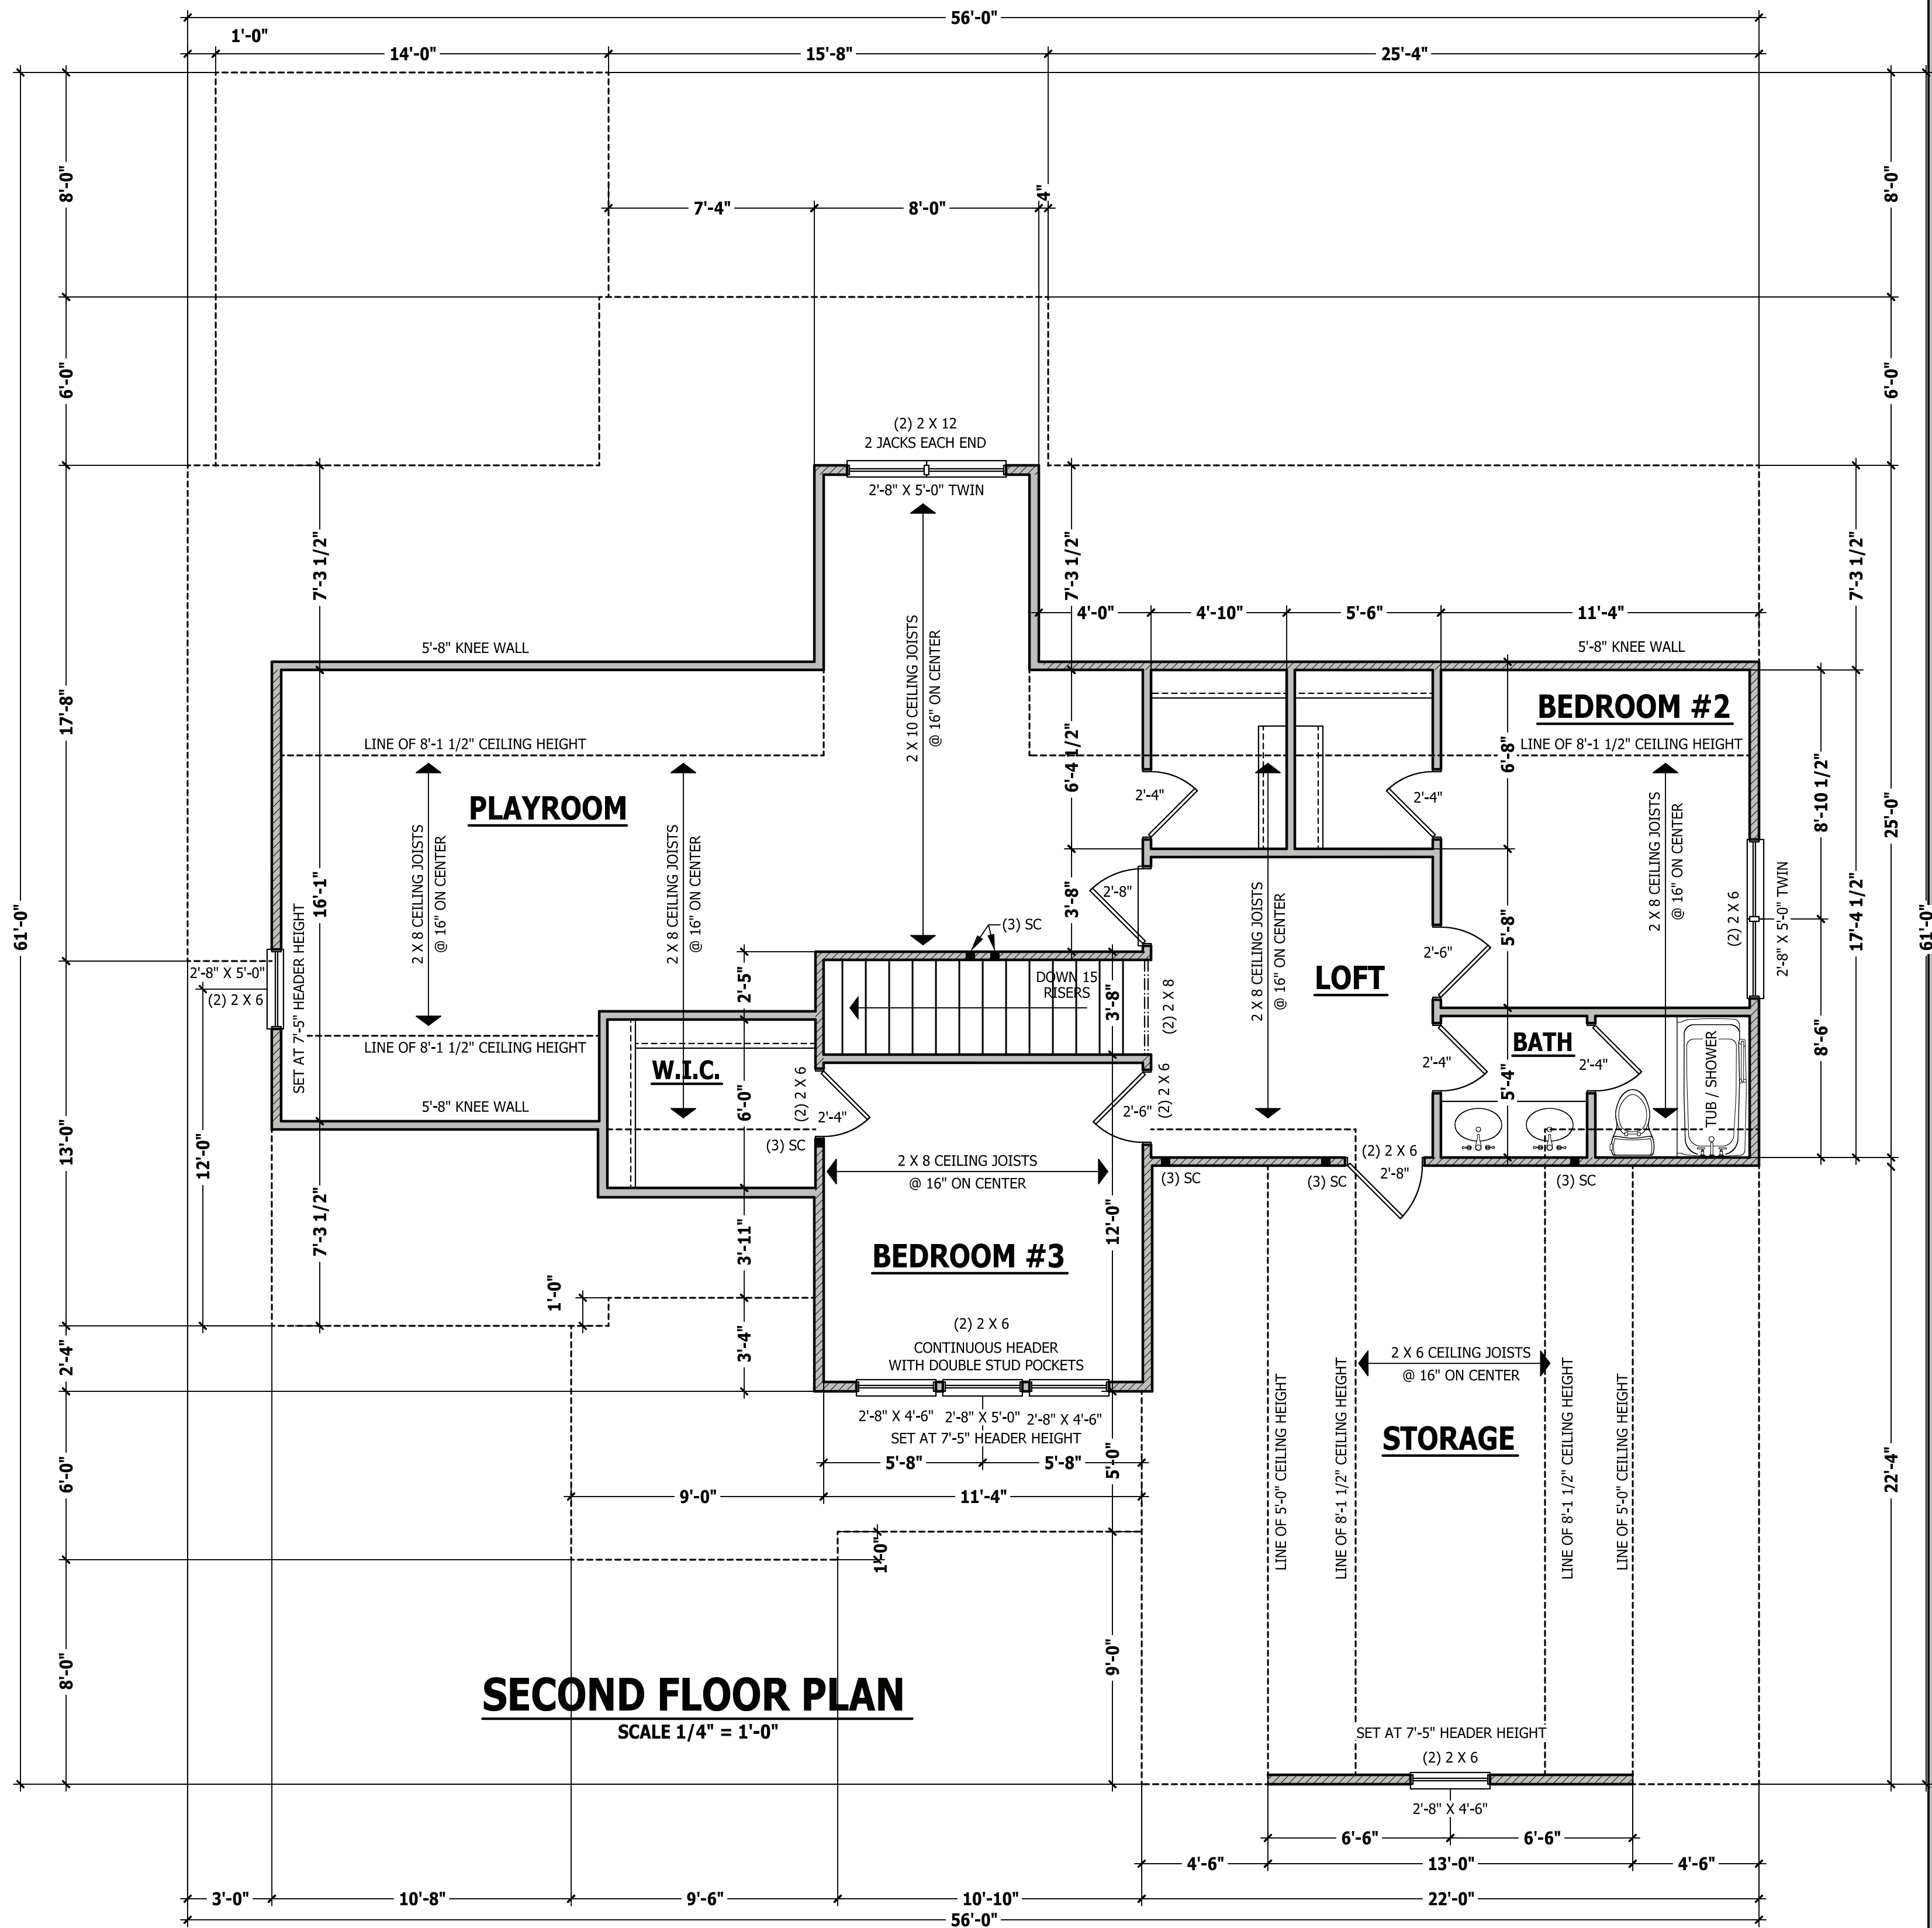 56'-0"
1'-0"
14'-0"
15'-8"
25'-4"
8'-0"
8'-0"
7'-4"
8'-0"
4"
6'-0"
6'-0"
(2) 2 X 12
2 JACKS EACH END
2'-8" X 5'-0" TWIN
7'-3 1/2"
7'-3 1/2"
7'-3 1/2"
4'-0"
4'-10"
5'-6"
11'-4"
5'-8" KNEE WALL
5'-8" KNEE WALL
2 X 10 CEILING JOISTS
@ 16" ON CENTER
17'-8"
BEDROOM #2
LINE OF 8'-1 1/2" CEILING HEIGHT
LINE OF 8'-1 1/2" CEILING HEIGHT
6'-4 1/2"
6'-8"
PLAYROOM
2'-4"
2'-4"
8'-10 1/2"
25'-0"
2 X 8 CEILING JOISTS
@ 16" ON CENTER
2 X 8 CEILING JOISTS
@ 16" ON CENTER
2 X 8 CEILING JOISTS
@ 16" ON CENTER
2 X 8 CEILING JOISTS
@ 16" ON CENTER
16'-1"
3'-8"
2'-8"
5'-8"
61'-0"
61'-0"
SET AT 7'-5" HEADER HEIGHT
(3) SC
(2) 2 X 6
2'-8" X 5'-0" TWIN
17'-4 1/2"
2'-8" X 5'-0"
(2) 2 X 6
2'-5"
DOWN 15
RISERS
3'-8"
(2) 2 X 8
2'-6"
LOFT
LINE OF 8'-1 1/2" CEILING HEIGHT
BATH
8'-6"
W.I.C.
2'-4"
2'-4"
TUB / SHOWER
5'-4"
5'-8" KNEE WALL
6'-0"
(2) 2 X 6
2'-4"
2'-6"
(2) 2 X 6
13'-0"
12'-0"
(3) SC
2 X 8 CEILING JOISTS
@ 16" ON CENTER
(2) 2 X 6
2'-8"
(3) SC
(3) SC
(3) SC
7'-3 1/2"
3'-11"
12'-0"
BEDROOM #3
1'-0"
(2) 2 X 6
CONTINUOUS HEADER
WITH DOUBLE STUD POCKETS
2'-4"
3'-4"
2 X 6 CEILING JOISTS
@ 16" ON CENTER
2'-8" X 4'-6"
2'-8" X 5'-0"
2'-8" X 4'-6"
SET AT 7'-5" HEADER HEIGHT
STORAGE
5'-8"
5'-8"
5'-0"
LINE OF 5'-0" CEILING HEIGHT
LINE OF 8'-1 1/2" CEILING HEIGHT
LINE OF 8'-1 1/2" CEILING HEIGHT
LINE OF 5'-0" CEILING HEIGHT
6'-0"
22'-4"
9'-0"
11'-4"
1'-0"
8'-0"
9'-0"
SECOND FLOOR PLAN
SCALE 1/4" = 1'-0"
SET AT 7'-5" HEADER HEIGHT
(2) 2 X 6
2'-8" X 4'-6"
6'-6"
6'-6"
4'-6"
13'-0"
4'-6"
3'-0"
10'-8"
9'-6"
10'-10"
22'-0"
56'-0"